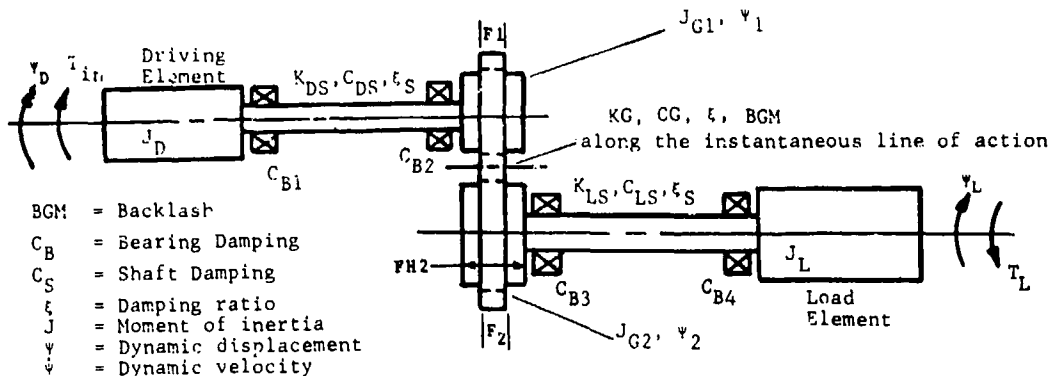 F1
J_G1, Ψ_1
Driving
Element
Ψ_D
T_in
K_DS, C_DS, ξ_S
KG, CG, ξ, BGM
along the instantaneous line of action
J_D
C_B1
C_B2
K_LS, C_LS, ξ_S
Ψ_L
BGM = Backlash
C_B = Bearing Damping
C_S = Shaft Damping
ξ = Damping ratio
J = Moment of inertia
Ψ = Dynamic displacement
Ψ̇ = Dynamic velocity
FH2
C_B3
C_B4
J_L
T_L
Load
Element
F_2
J_G2, Ψ_2